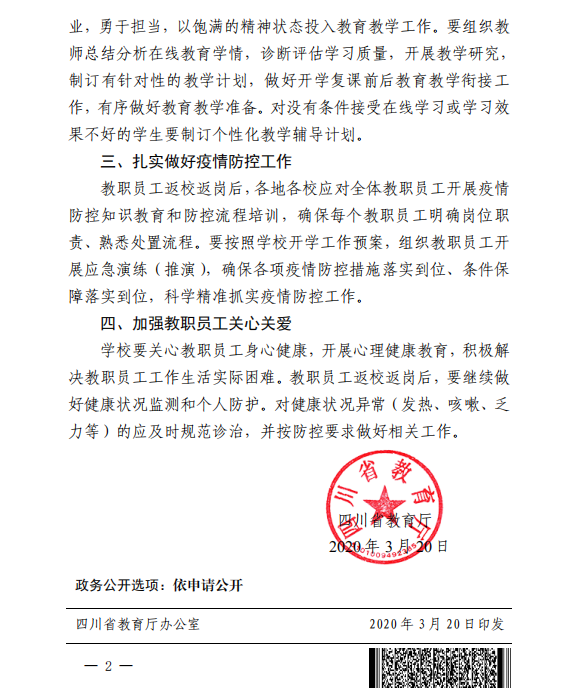 业，勇于担当，以饱满的精神状态投入教育教学工作。要组织教
师总结分析在线教育学情，诊断评估学习质量，开展教学研究，
制订有针对性的教学计划，做好开学复课前后教育教学衔接工
作，有序做好教育教学准备。对没有条件接受在线学习或学习效
果不好的学生要制订个性化教学辅导计划。
三、扎实做好疫情防控工作
教职员工返校返岗后，各地各校应对全体教职员工开展疫情
防控知识教育和防控流程培训，确保每个教职员工明确岗位职
责、熟悉处置流程。要按照学校开学工作预案，组织教职员工开
展应急演练（推演），确保各项疫情防控措施落实到位、条件保
障落实到位，科学精准抓实疫情防控工作。
四、加强教职员工关心关爱
学校要关心教职员工身心健康，开展心理健康教育，积极解
决教职员工工作生活实际困难。教职员工返校返岗后，要继续做
好健康状况监测和个人防护。对健康状况异常（发热、咳嗽、乏
力等）的应及时规范诊治，并按防控要求做好相关工作。
四川省教育厅
四川省教育厅
2020 年 3 月 20 日
政务公开选项：依申请公开
四川省教育厅办公室 2020 年 3 月 20 日印发
— 2 —